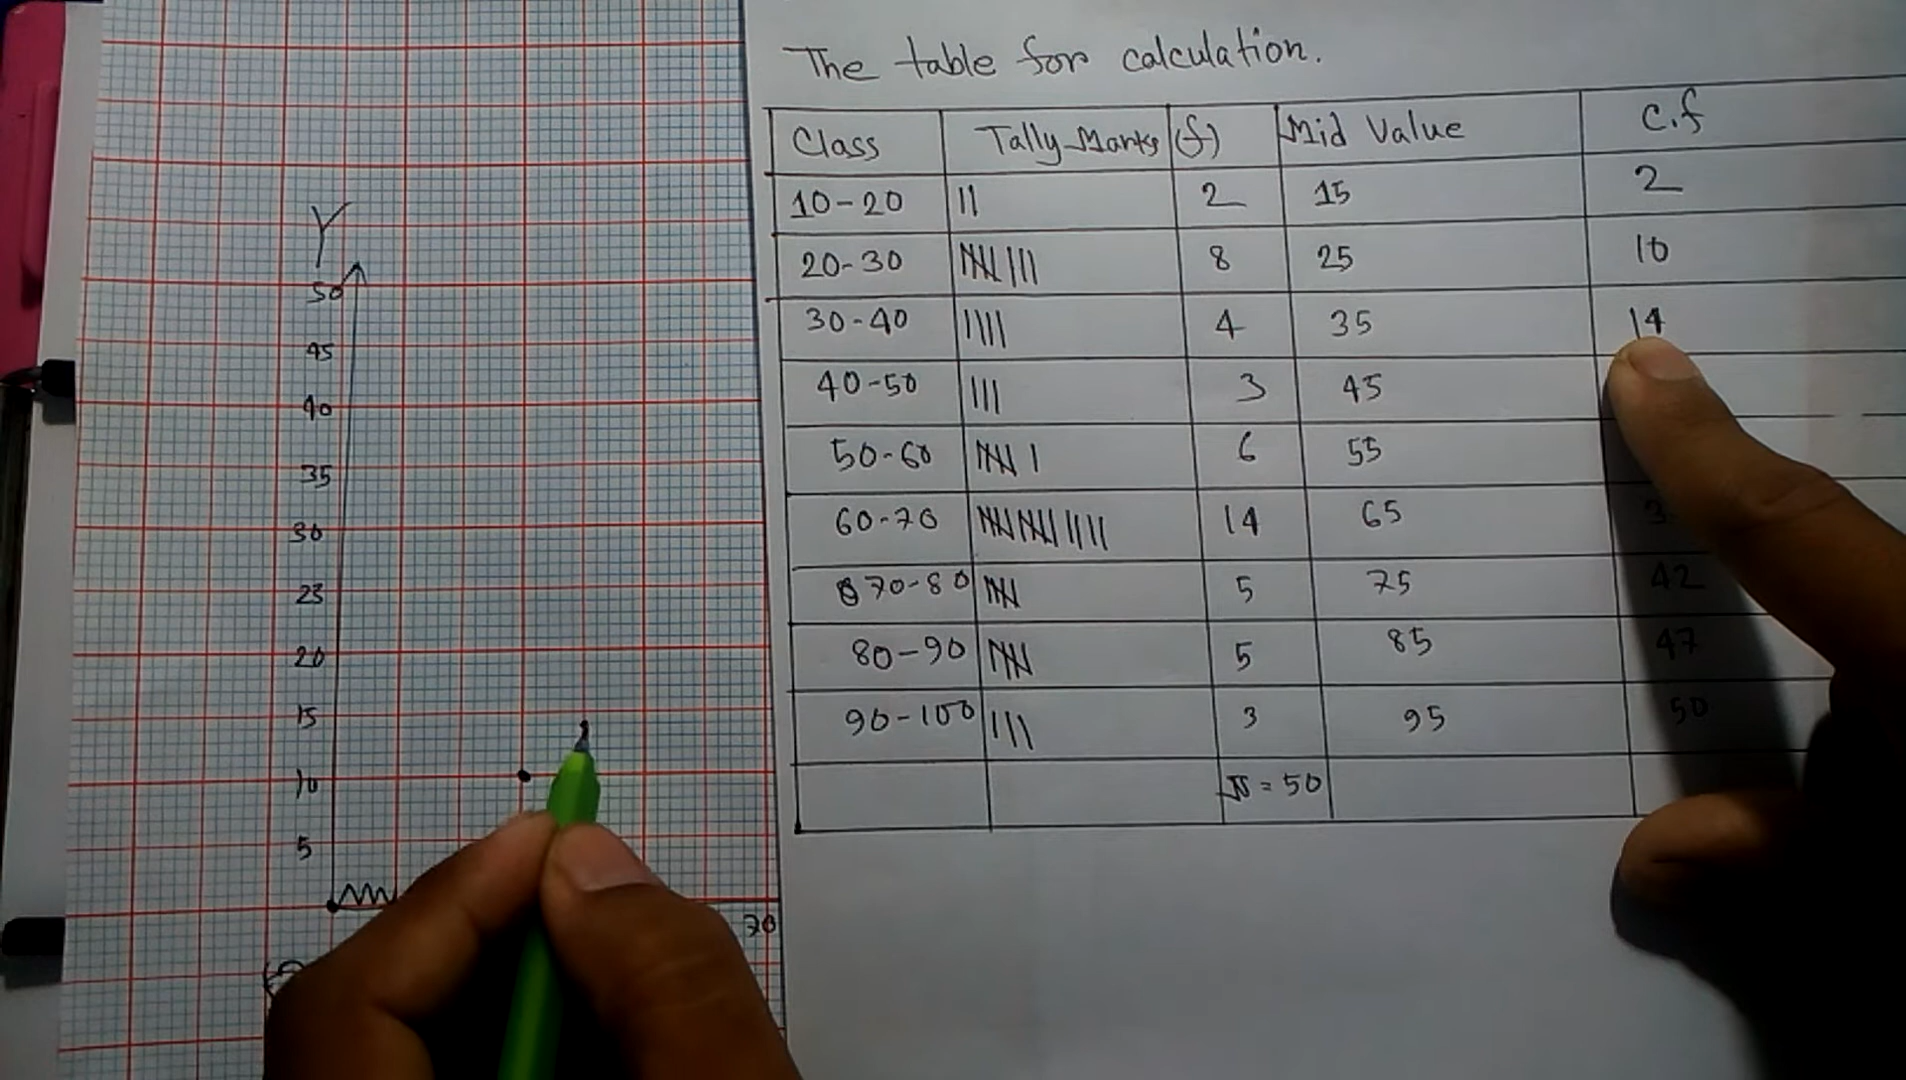 The table for calculation.
Class Tally Marks (f) Mid Value C.f
10-20 || 2 15 2
20-30 |||| ||| 8 25 10
30-40 |||| 4 35 14
40-50 ||| 3 45
50-60 |||| | 6 55
60-70 |||| |||| |||| 14 65
70-80 |||| 5 75 42
80-90 |||| 5 85 47
90-100 ||| 3 95 50
N = 50
Y
50
45
40
35
30
25
20
15
10
5
70